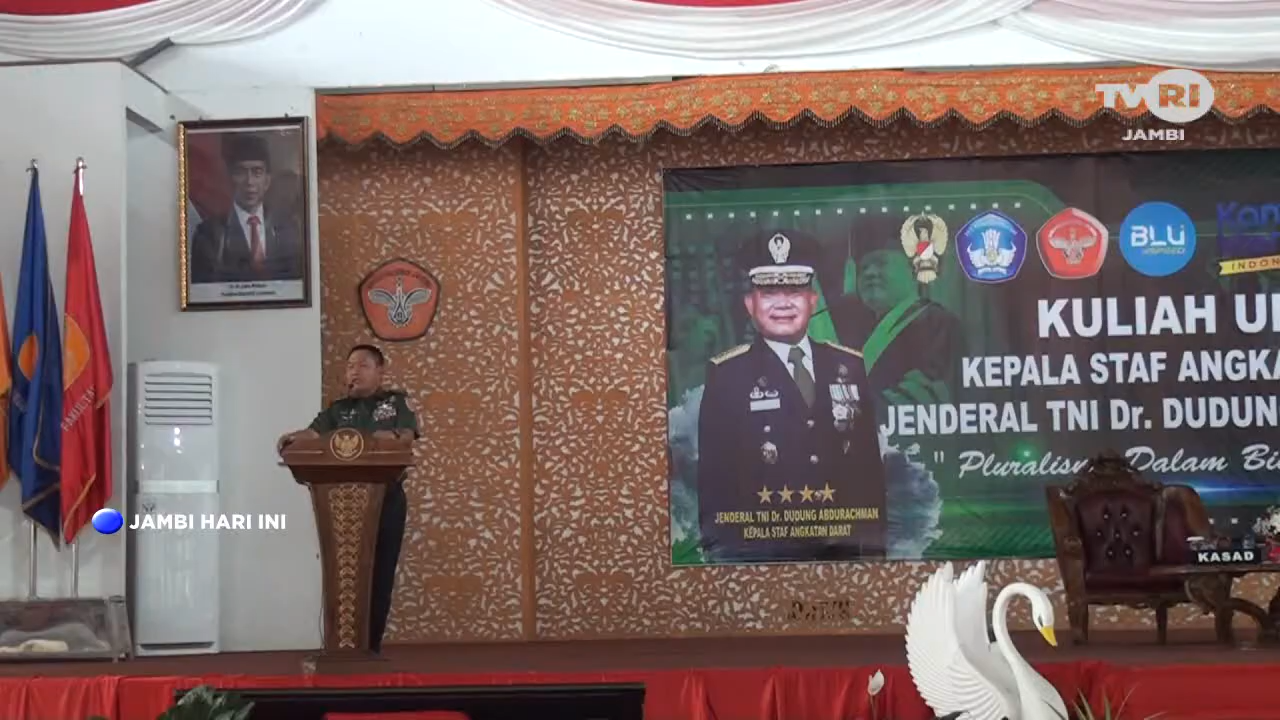 TVRI
JAMBI
BLU
KULIAH U
KEPALA STAF ANGKA
JENDERAL TNI Dr. DUDUNG
" Pluralisme Dalam Bi
JENDERAL TNI Dr. DUDUNG ABDURACHMAN
KEPALA STAF ANGKATAN DARAT
FAKULTA
JAMBI HARI INI
KASAD